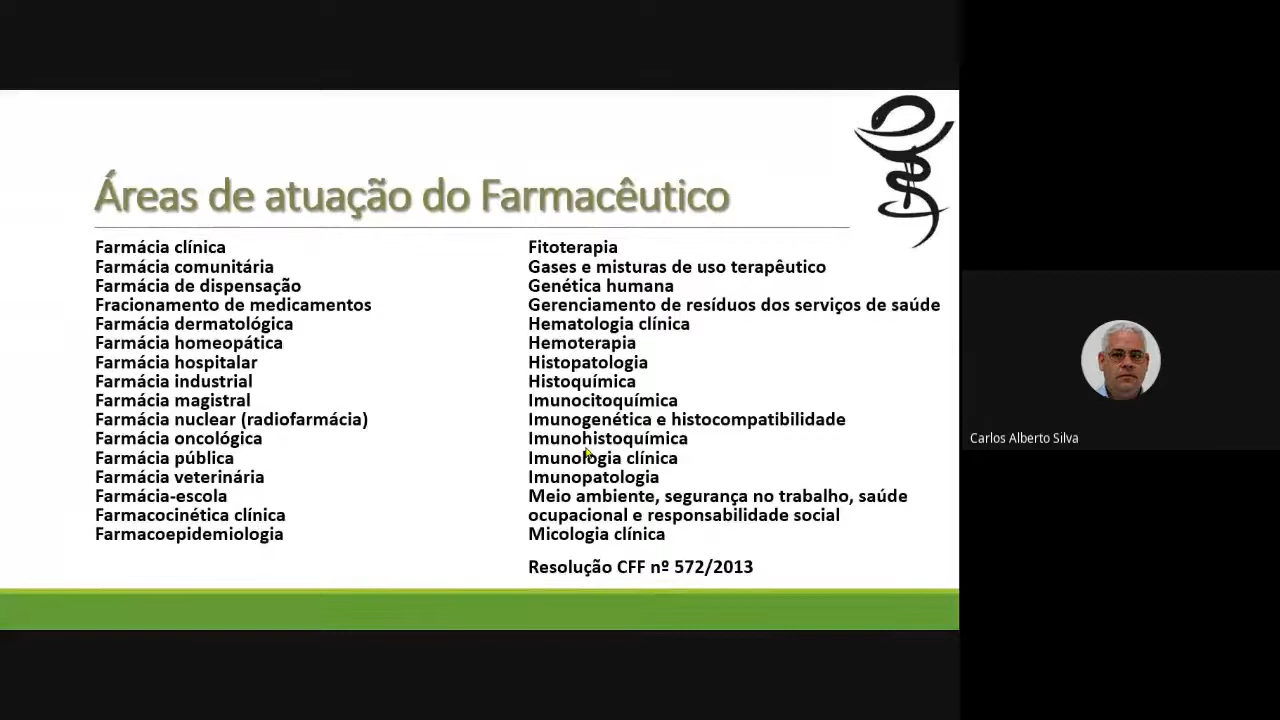 Áreas de atuação do Farmacêutico
Farmácia clínica
Farmácia comunitária
Farmácia de dispensação
Fracionamento de medicamentos
Farmácia dermatológica
Farmácia homeopática
Farmácia hospitalar
Farmácia industrial
Farmácia magistral
Farmácia nuclear (radiofarmácia)
Farmácia oncológica
Farmácia pública
Farmácia veterinária
Farmácia-escola
Farmacocinética clínica
Farmacoepidemiologia
Fitoterapia
Gases e misturas de uso terapêutico
Genética humana
Gerenciamento de resíduos dos serviços de saúde
Hematologia clínica
Hemoterapia
Histopatologia
Histoquímica
Imunocitoquímica
Imunogenética e histocompatibilidade
Imunohistoquímica
Imunologia clínica
Imunopatologia
Meio ambiente, segurança no trabalho, saúde
ocupacional e responsabilidade social
Micologia clínica
Resolução CFF nº 572/2013
Carlos Alberto Silva